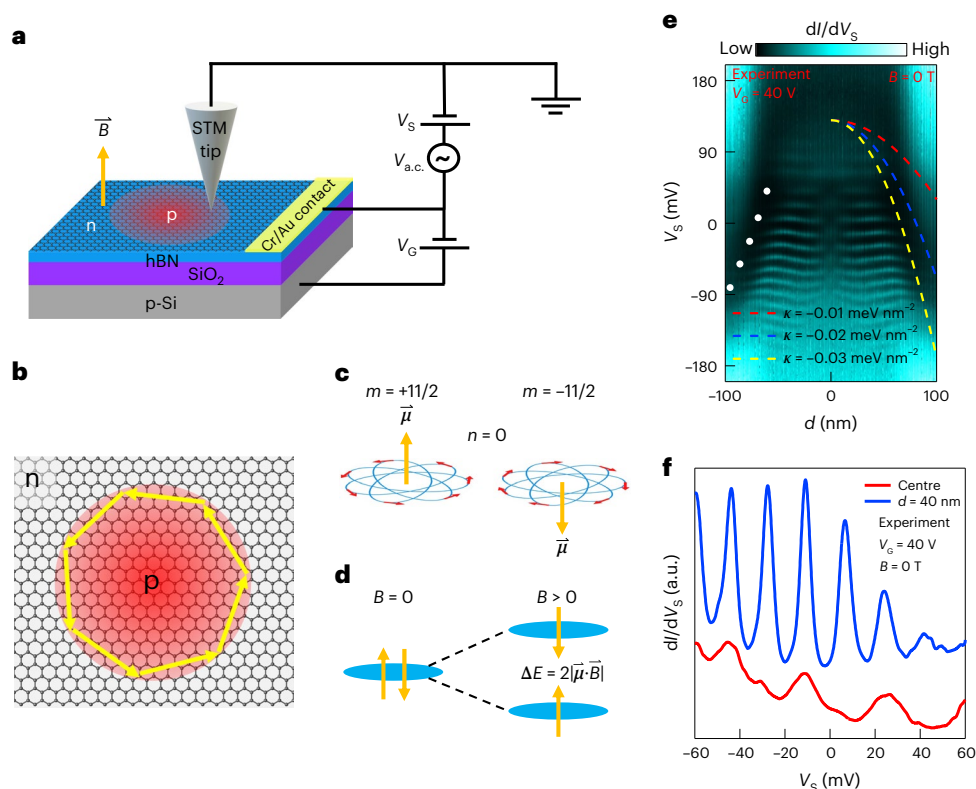 a
B
STM
tip
V_S
V_a.c.
V_G
n
p
Cr/Au contact
hBN
SiO₂
p-Si
b
n
p
c
m = +11/2
m = −11/2
μ
n = 0
μ
d
B = 0
B > 0
ΔE = 2|μ·B|
e
dI/dV_S
Low
High
Experiment
B = 0 T
V_G = 40 V
180
90
0
−90
−180
V_S (mV)
κ = −0.01 meV nm⁻²
κ = −0.02 meV nm⁻²
κ = −0.03 meV nm⁻²
−100
0
100
d (nm)
f
Centre
d = 40 nm
Experiment
V_G = 40 V
B = 0 T
dI/dV_S (a.u.)
−60
−40
−20
0
20
40
60
V_S (mV)